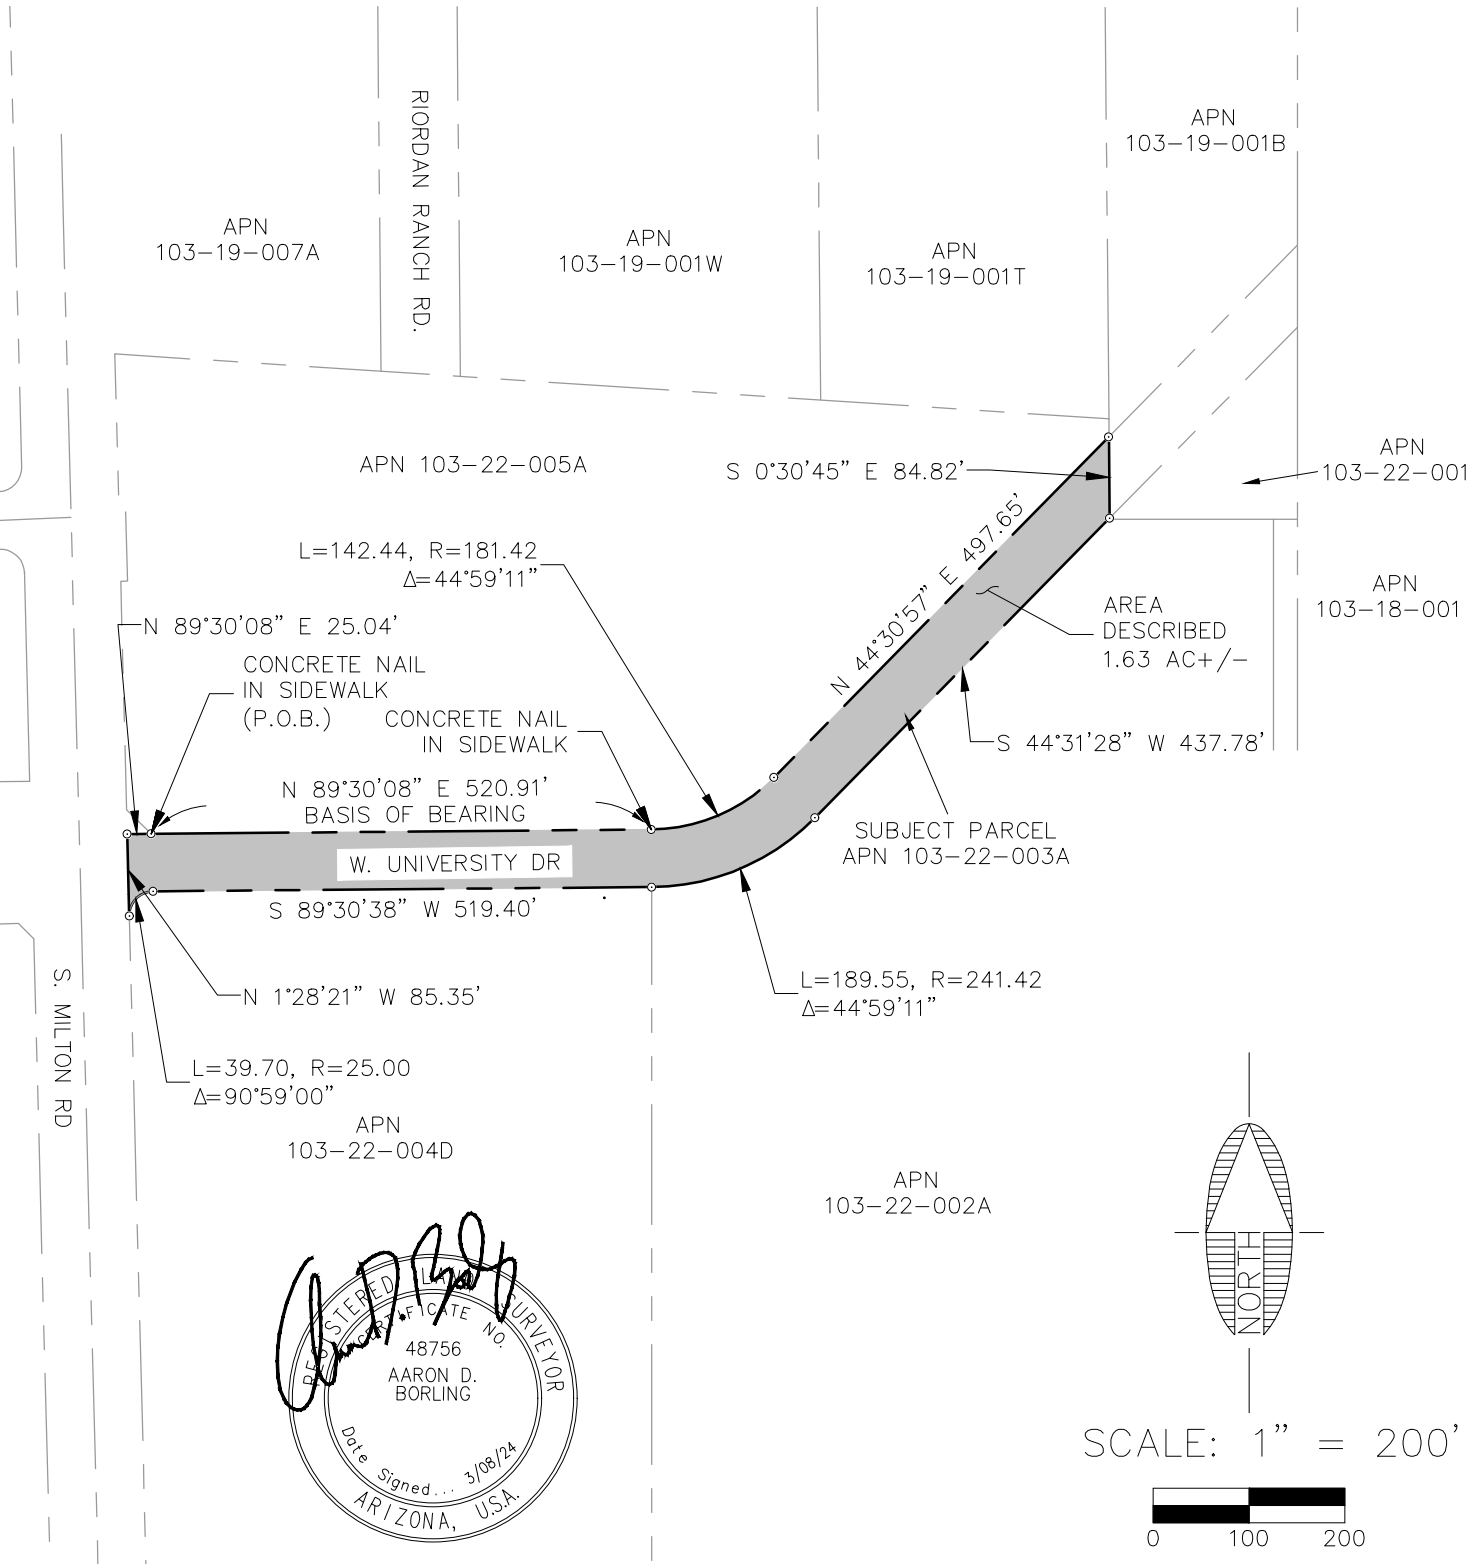 APN
103-19-001B
RIORDAN RANCH RD.
APN
103-19-007A
APN
103-19-001W
APN
103-19-001T
APN 103-22-005A
S 0°30'45" E 84.82'
APN
103-22-001
L=142.44, R=181.42
Δ=44°59'11"
N 44°30'57" E 497.65'
AREA
DESCRIBED
1.63 AC+/-
APN
103-18-001
N 89°30'08" E 25.04'
CONCRETE NAIL
IN SIDEWALK
(P.O.B.)
CONCRETE NAIL
IN SIDEWALK
S 44°31'28" W 437.78'
N 89°30'08" E 520.91'
BASIS OF BEARING
SUBJECT PARCEL
APN 103-22-003A
W. UNIVERSITY DR
S 89°30'38" W 519.40'
S. MILTON RD
N 1°28'21" W 85.35'
L=189.55, R=241.42
Δ=44°59'11"
L=39.70, R=25.00
Δ=90°59'00"
APN
103-22-004D
APN
103-22-002A
REGISTERED LAND SURVEYOR
CERTIFICATE NO.
48756
AARON D.
BORLING
Date Signed... 3/08/24
ARIZONA, U.S.A.
NORTH
SCALE: 1" = 200'
0 100 200